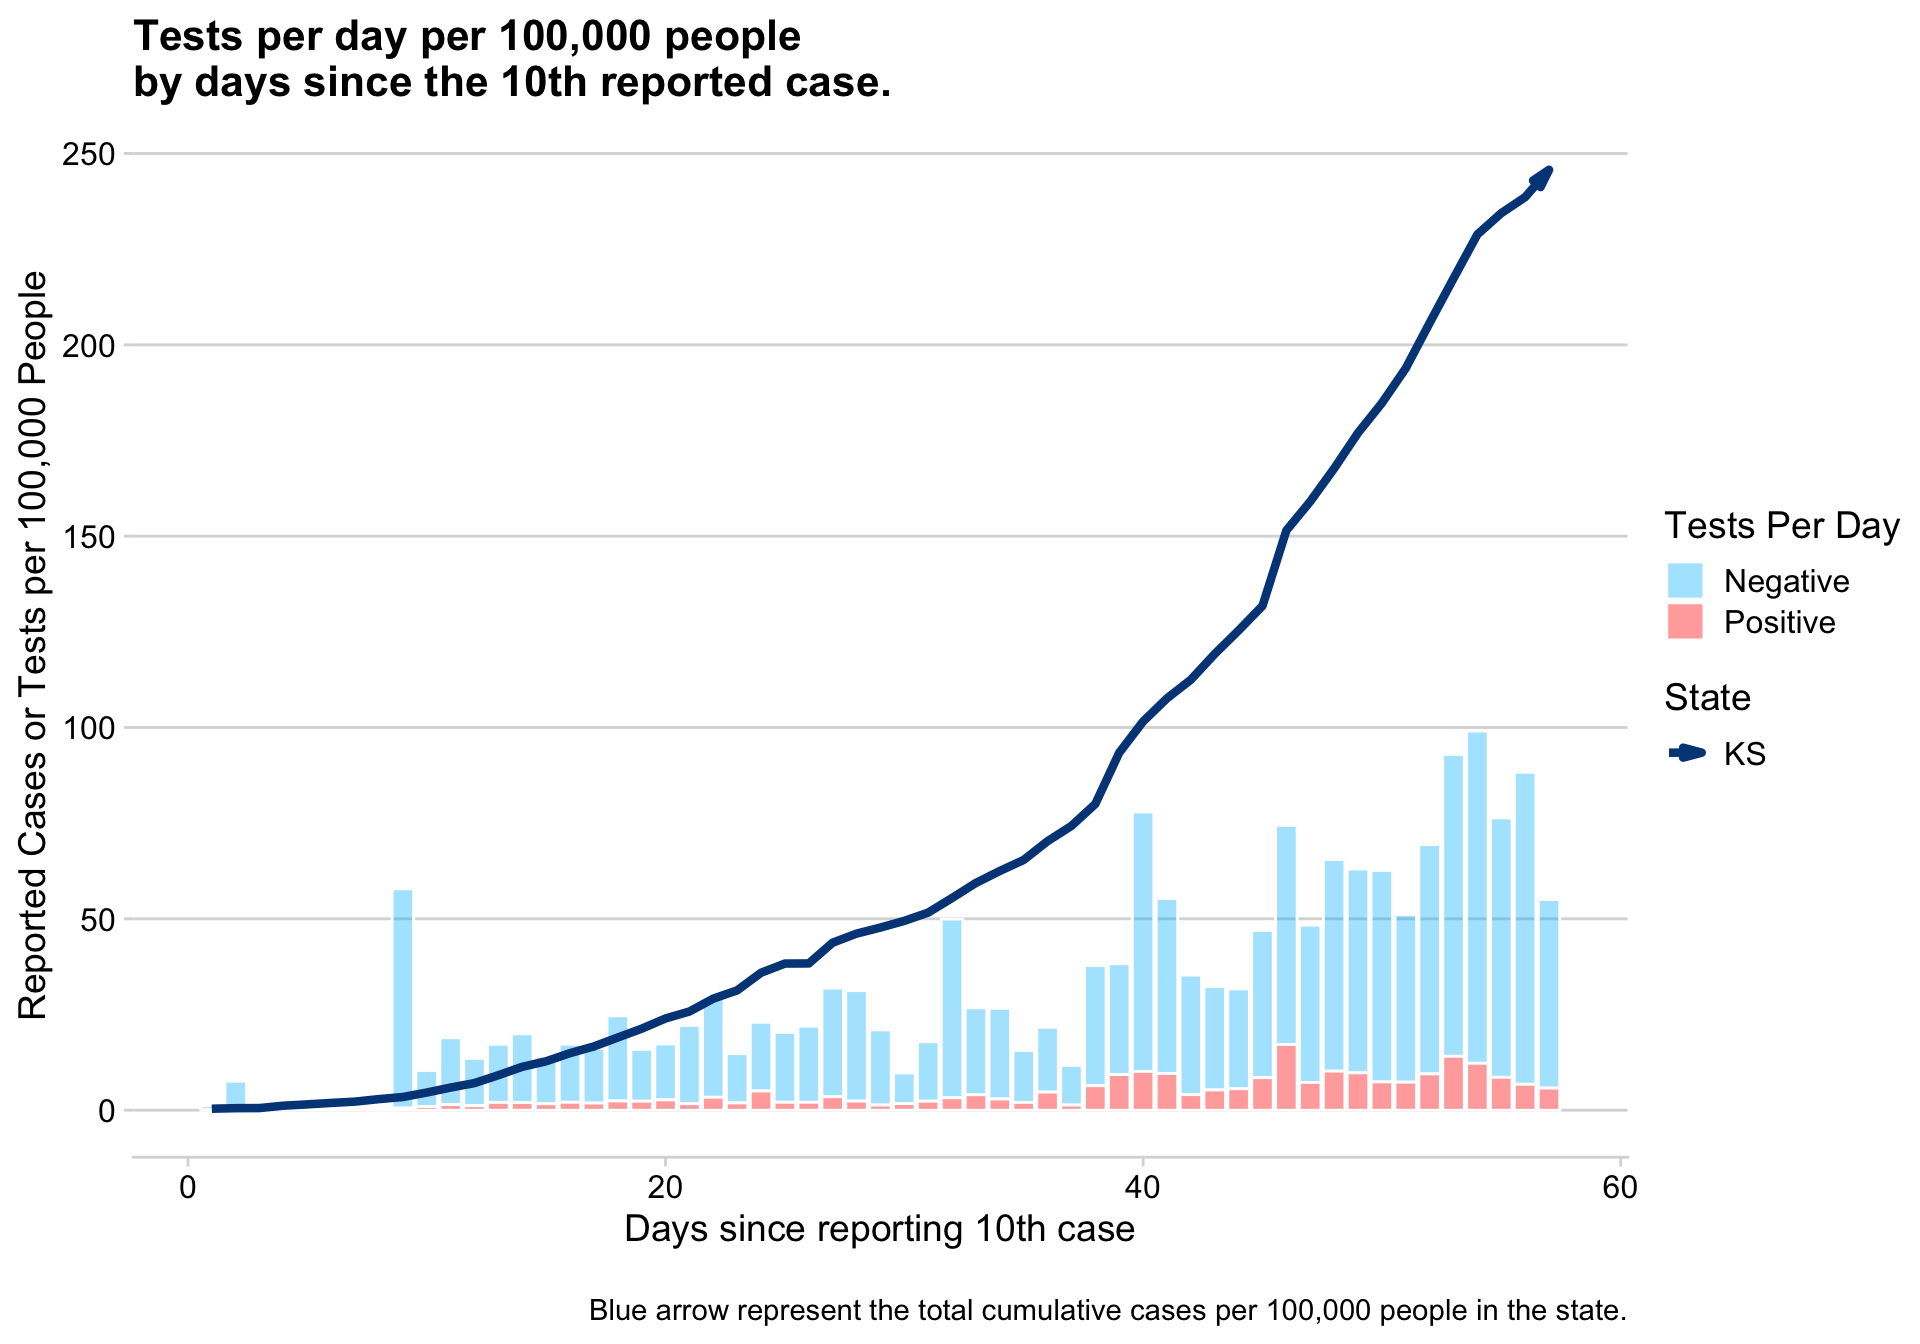 Tests per day per 100,000 people
by days since the 10th reported case.
Reported Cases or Tests per 100,000 People
250
200
150
100
50
0
0
20
40
60
Days since reporting 10th case
Tests Per Day
Negative
Positive
State
KS
Blue arrow represent the total cumulative cases per 100,000 people in the state.